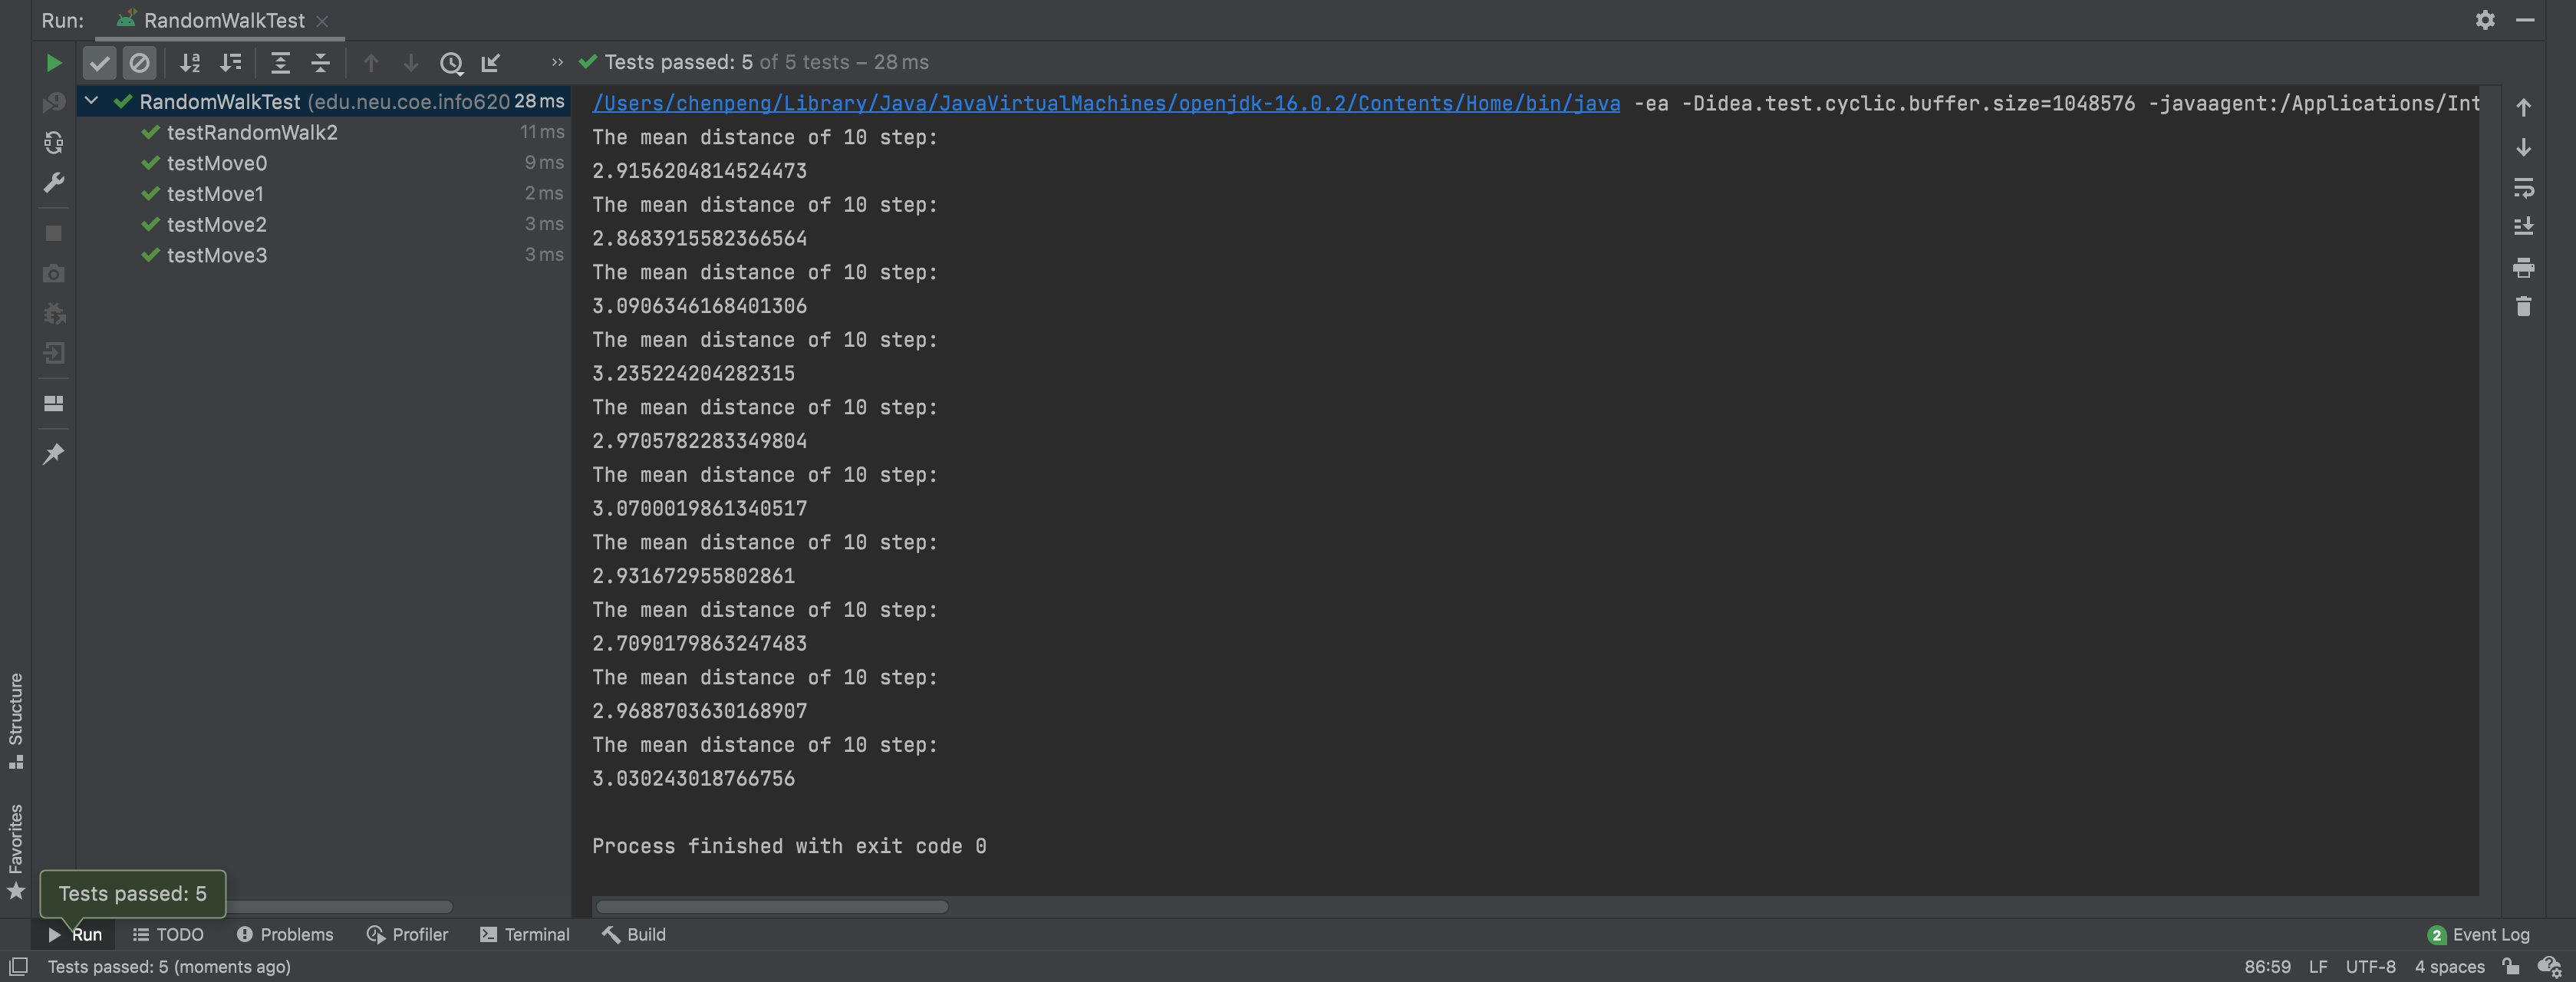 Run: RandomWalkTest
Tests passed: 5 of 5 tests – 28 ms
RandomWalkTest (edu.neu.coe.info620 28 ms
testRandomWalk2 11 ms
testMove0 9 ms
testMove1 2 ms
testMove2 3 ms
testMove3 3 ms
/Users/chenpeng/Library/Java/JavaVirtualMachines/openjdk-16.0.2/Contents/Home/bin/java -ea -Didea.test.cyclic.buffer.size=1048576 -javaagent:/Applications/Int
The mean distance of 10 step:
2.9156204814524473
The mean distance of 10 step:
2.8683915582366564
The mean distance of 10 step:
3.0906346168401306
The mean distance of 10 step:
3.235224204282315
The mean distance of 10 step:
2.9705782283349804
The mean distance of 10 step:
3.0700019861340517
The mean distance of 10 step:
2.931672955802861
The mean distance of 10 step:
2.7090179863247483
The mean distance of 10 step:
2.9688703630168907
The mean distance of 10 step:
3.030243018766756
Process finished with exit code 0
Structure
Favorites
Tests passed: 5
Run TODO Problems Profiler Terminal Build 2 Event Log
Tests passed: 5 (moments ago) 86:59 LF UTF-8 4 spaces